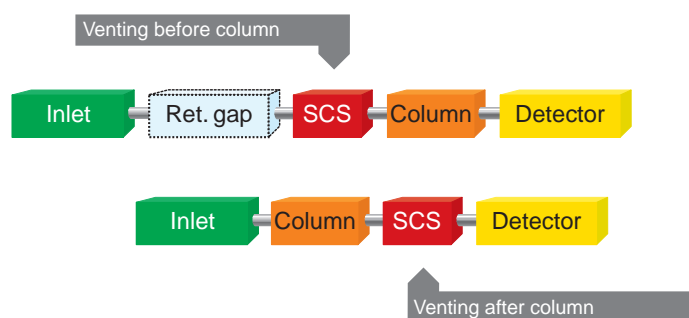 Venting before column
Inlet Ret. gap SCS Column Detector
Inlet Column SCS Detector
Venting after column